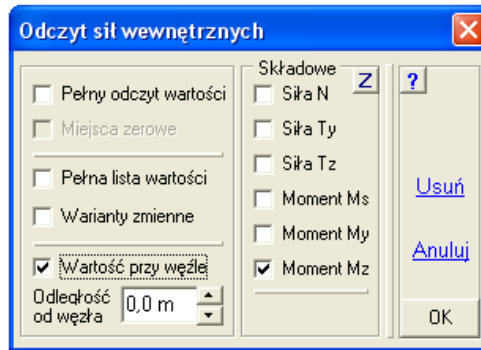 Odczyt sił wewnętrznych
Pełny odczyt wartości
Miejsca zerowe
Pełna lista wartości
Warianty zmienne
Wartość przy węźle
Odległość
od węzła
0,0 m
Składowe
Z
Siła N
Siła Ty
Siła Tz
Moment Ms
Moment My
Moment Mz
?
Usuń
Anuluj
OK